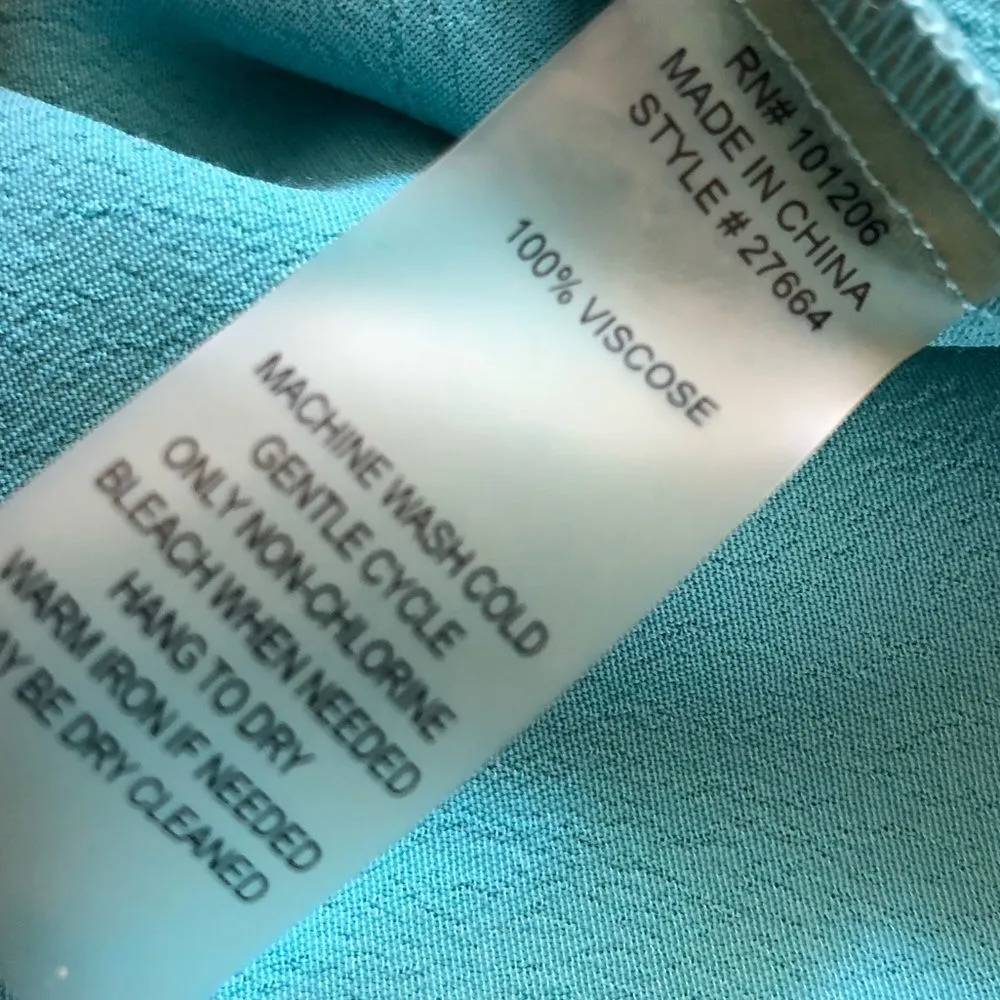 RN# 101206
MADE IN CHINA
STYLE # 27664
100% VISCOSE
MACHINE WASH COLD
GENTLE CYCLE
ONLY NON-CHLORINE
BLEACH WHEN NEEDED
HANG TO DRY
WARM IRON IF NEEDED
AY BE DRY CLEANED